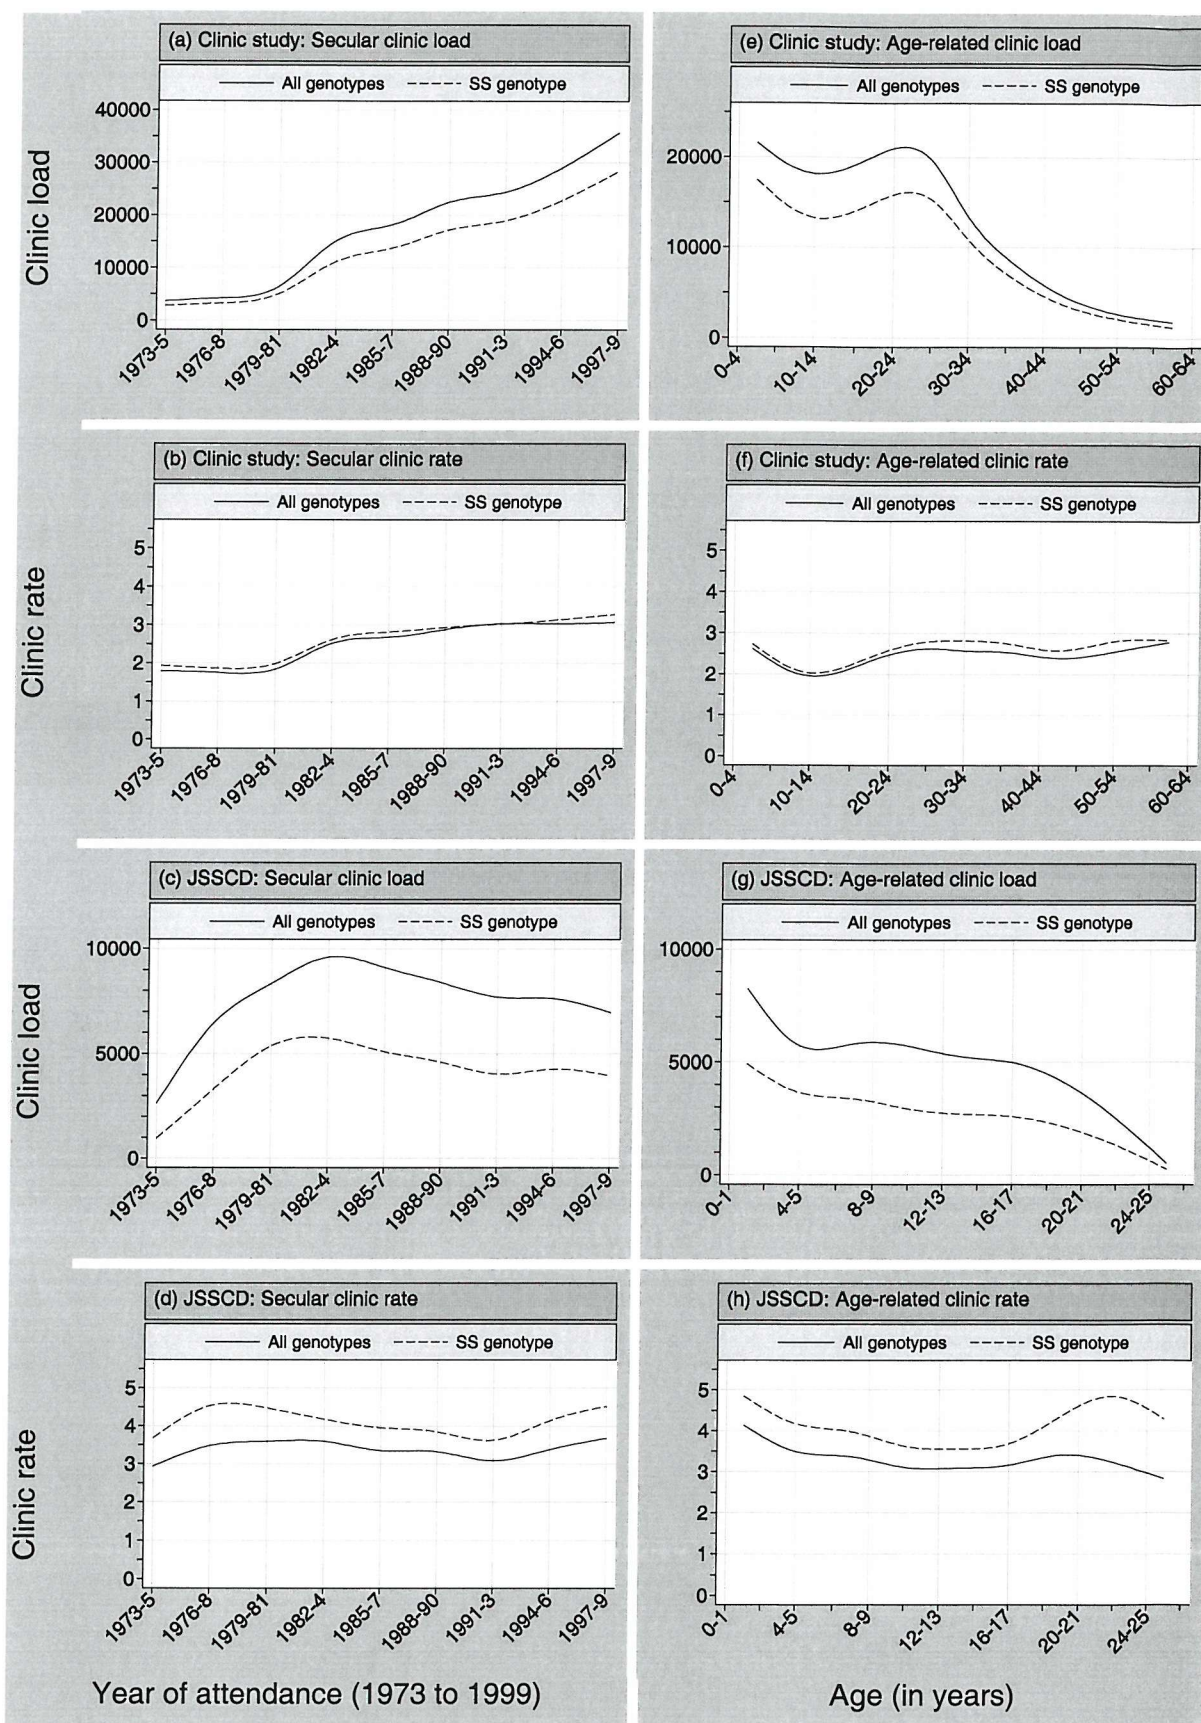 (a) Clinic study: Secular clinic load
All genotypes SS genotype
Clinic load
40000
30000
20000
10000
0
1973-5 1976-8 1979-81 1982-4 1985-7 1988-90 1991-3 1994-6 1997-9
(e) Clinic study: Age-related clinic load
All genotypes SS genotype
20000
10000
0
0-4 10-14 20-24 30-34 40-44 50-54 60-64
(b) Clinic study: Secular clinic rate
All genotypes SS genotype
Clinic rate
5
4
3
2
1
0
1973-5 1976-8 1979-81 1982-4 1985-7 1988-90 1991-3 1994-6 1997-9
(f) Clinic study: Age-related clinic rate
All genotypes SS genotype
5
4
3
2
1
0
0-4 10-14 20-24 30-34 40-44 50-54 60-64
(c) JSSCD: Secular clinic load
All genotypes SS genotype
Clinic load
10000
5000
0
1973-5 1976-8 1979-81 1982-4 1985-7 1988-90 1991-3 1994-6 1997-9
(g) JSSCD: Age-related clinic load
All genotypes SS genotype
10000
5000
0
0-1 4-5 8-9 12-13 16-17 20-21 24-25
(d) JSSCD: Secular clinic rate
All genotypes SS genotype
Clinic rate
5
4
3
2
1
0
1973-5 1976-8 1979-81 1982-4 1985-7 1988-90 1991-3 1994-6 1997-9
(h) JSSCD: Age-related clinic rate
All genotypes SS genotype
5
4
3
2
1
0
0-1 4-5 8-9 12-13 16-17 20-21 24-25
Year of attendance (1973 to 1999)
Age (in years)